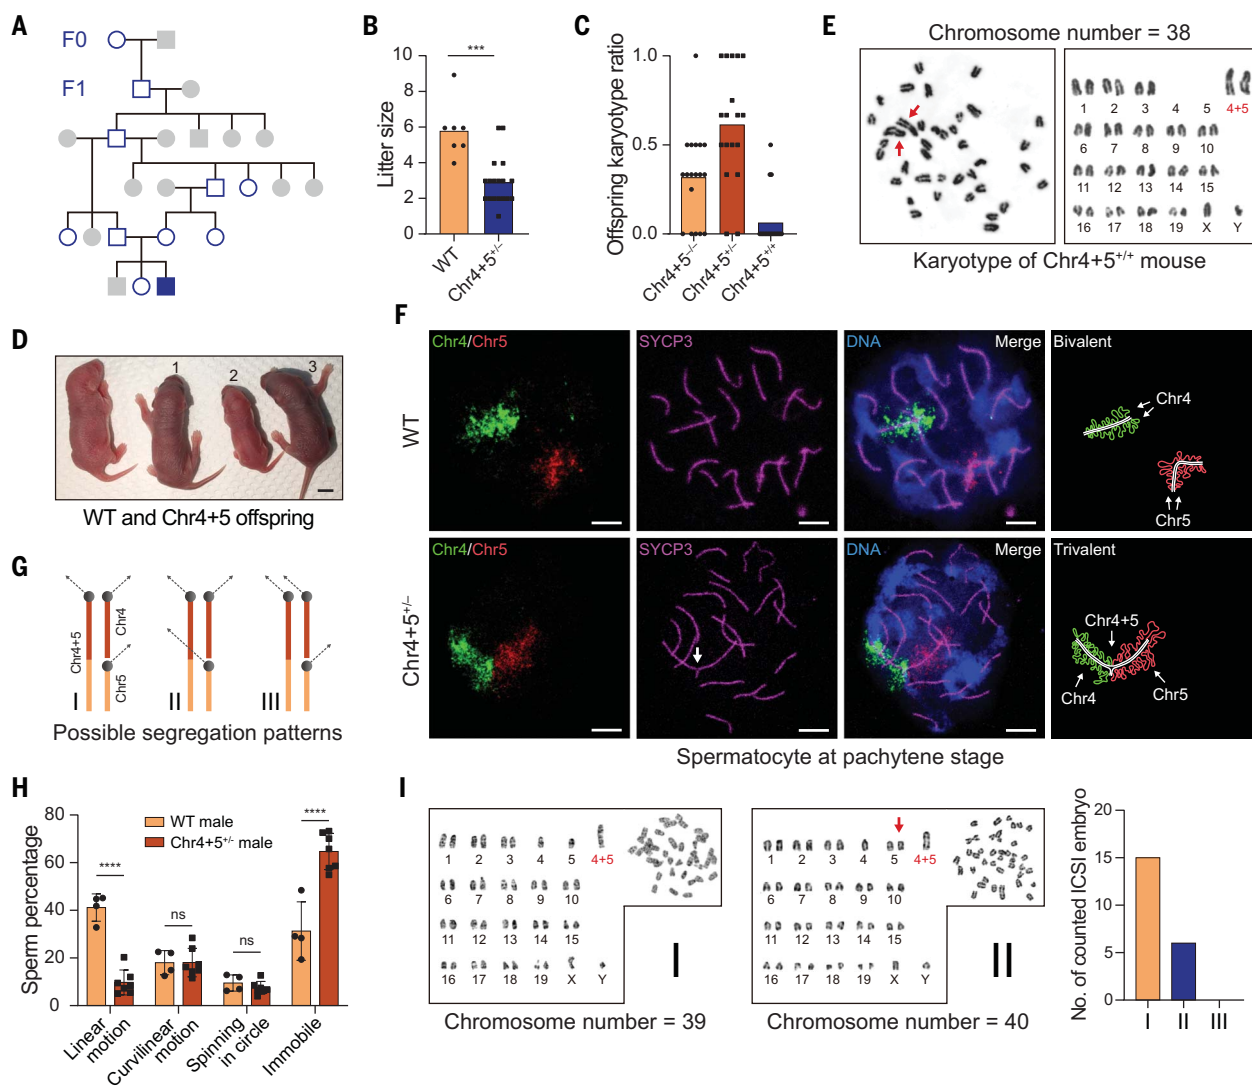 A
F0
F1
B
Litter size
10
8
6
4
2
0
***
WT
Chr4+5+/−
C
Offspring karyotype ratio
1.0
0.5
0.0
Chr4+5−/−
Chr4+5+/−
Chr4+5+/+
E
Chromosome number = 38
1 2 3 4 5 4+5
6 7 8 9 10
11 12 13 14 15
16 17 18 19 X Y
Karyotype of Chr4+5+/+ mouse
D
1
2
3
WT and Chr4+5 offspring
F
WT
Chr4/Chr5
SYCP3
DNA
Merge
Bivalent
Chr4
Chr5
Chr4+5+/−
Chr4/Chr5
SYCP3
DNA
Merge
Trivalent
Chr4+5
Chr4
Chr5
Spermatocyte at pachytene stage
G
Chr4+5
Chr4
Chr5
I
II
III
Possible segregation patterns
H
Sperm percentage
80
60
40
20
0
WT male
Chr4+5+/− male
****
ns
ns
****
Linear
motion
Curvilinear
motion
Spinning
in circle
Immobile
I
1 2 3 4 5 4+5
6 7 8 9 10
11 12 13 14 15
16 17 18 19 X Y
I
Chromosome number = 39
1 2 3 4 5 4+5
6 7 8 9 10
11 12 13 14 15
16 17 18 19 X Y
II
Chromosome number = 40
No. of counted ICSI embryo
20
15
10
5
0
I II III